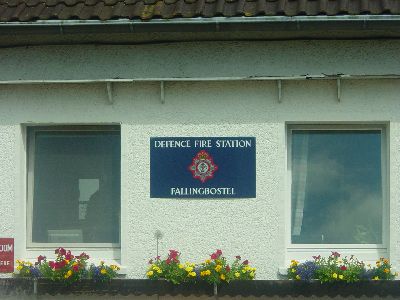 DEFENCE FIRE STATION
FALLINGBOSTEL